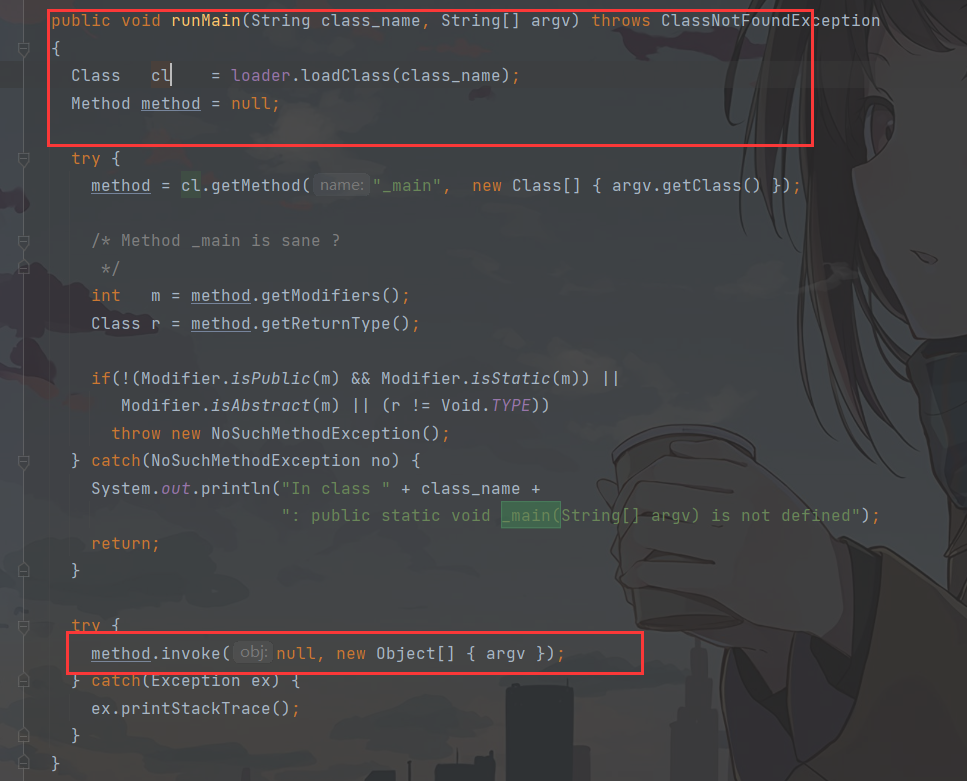 public void runMain(String class_name, String[] argv) throws ClassNotFoundException
{
Class cl = loader.loadClass(class_name);
Method method = null;
try {
method = cl.getMethod( name: "_main", new Class[] { argv.getClass() });
/* Method _main is sane ?
*/
int m = method.getModifiers();
Class r = method.getReturnType();
if(!(Modifier.isPublic(m) && Modifier.isStatic(m)) ||
Modifier.isAbstract(m) || (r != Void.TYPE))
throw new NoSuchMethodException();
} catch(NoSuchMethodException no) {
System.out.println("In class " + class_name +
": public static void _main(String[] argv) is not defined");
return;
}
try {
method.invoke( obj: null, new Object[] { argv });
} catch(Exception ex) {
ex.printStackTrace();
}
}